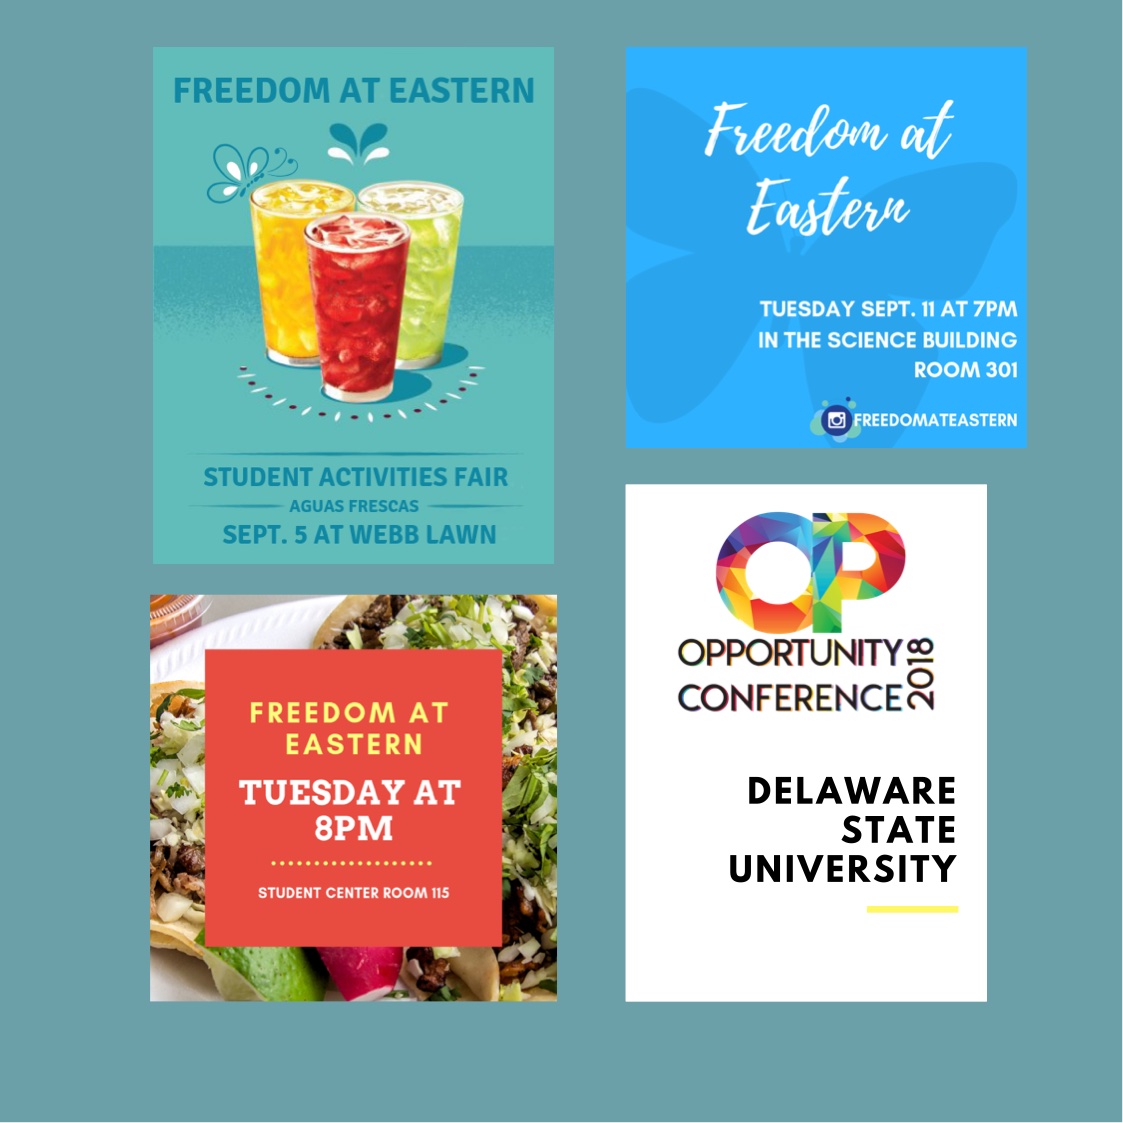 FREEDOM AT EASTERN
STUDENT ACTIVITIES FAIR
AGUAS FRESCAS
SEPT. 5 AT WEBB LAWN
Freedom at
Eastern
TUESDAY SEPT. 11 AT 7PM
IN THE SCIENCE BUILDING
ROOM 301
FREEDOMATEASTERN
FREEDOM AT
EASTERN
TUESDAY AT
8PM
STUDENT CENTER ROOM 115
OP
OPPORTUNITY
CONFERENCE
2018
DELAWARE
STATE
UNIVERSITY